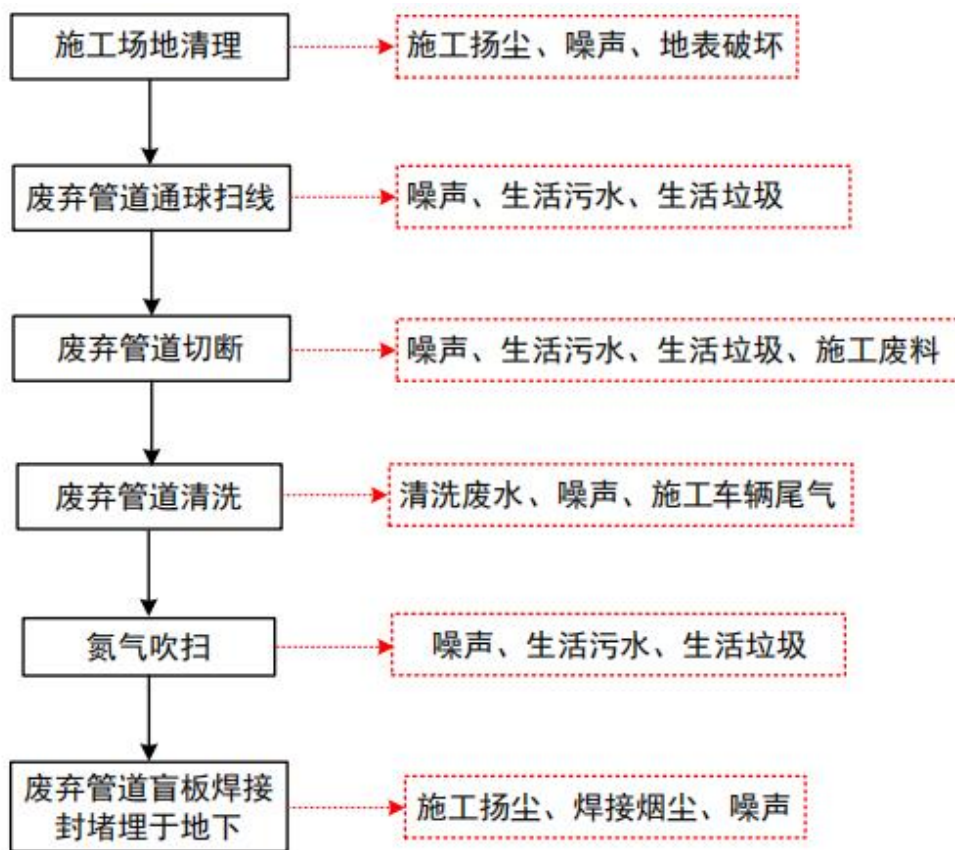 施工场地清理
施工扬尘、噪声、地表破坏
废弃管道通球扫线
噪声、生活污水、生活垃圾
废弃管道切断
噪声、生活污水、生活垃圾、施工废料
废弃管道清洗
清洗废水、噪声、施工车辆尾气
氮气吹扫
噪声、生活污水、生活垃圾
废弃管道盲板焊接
封堵埋于地下
施工扬尘、焊接烟尘、噪声